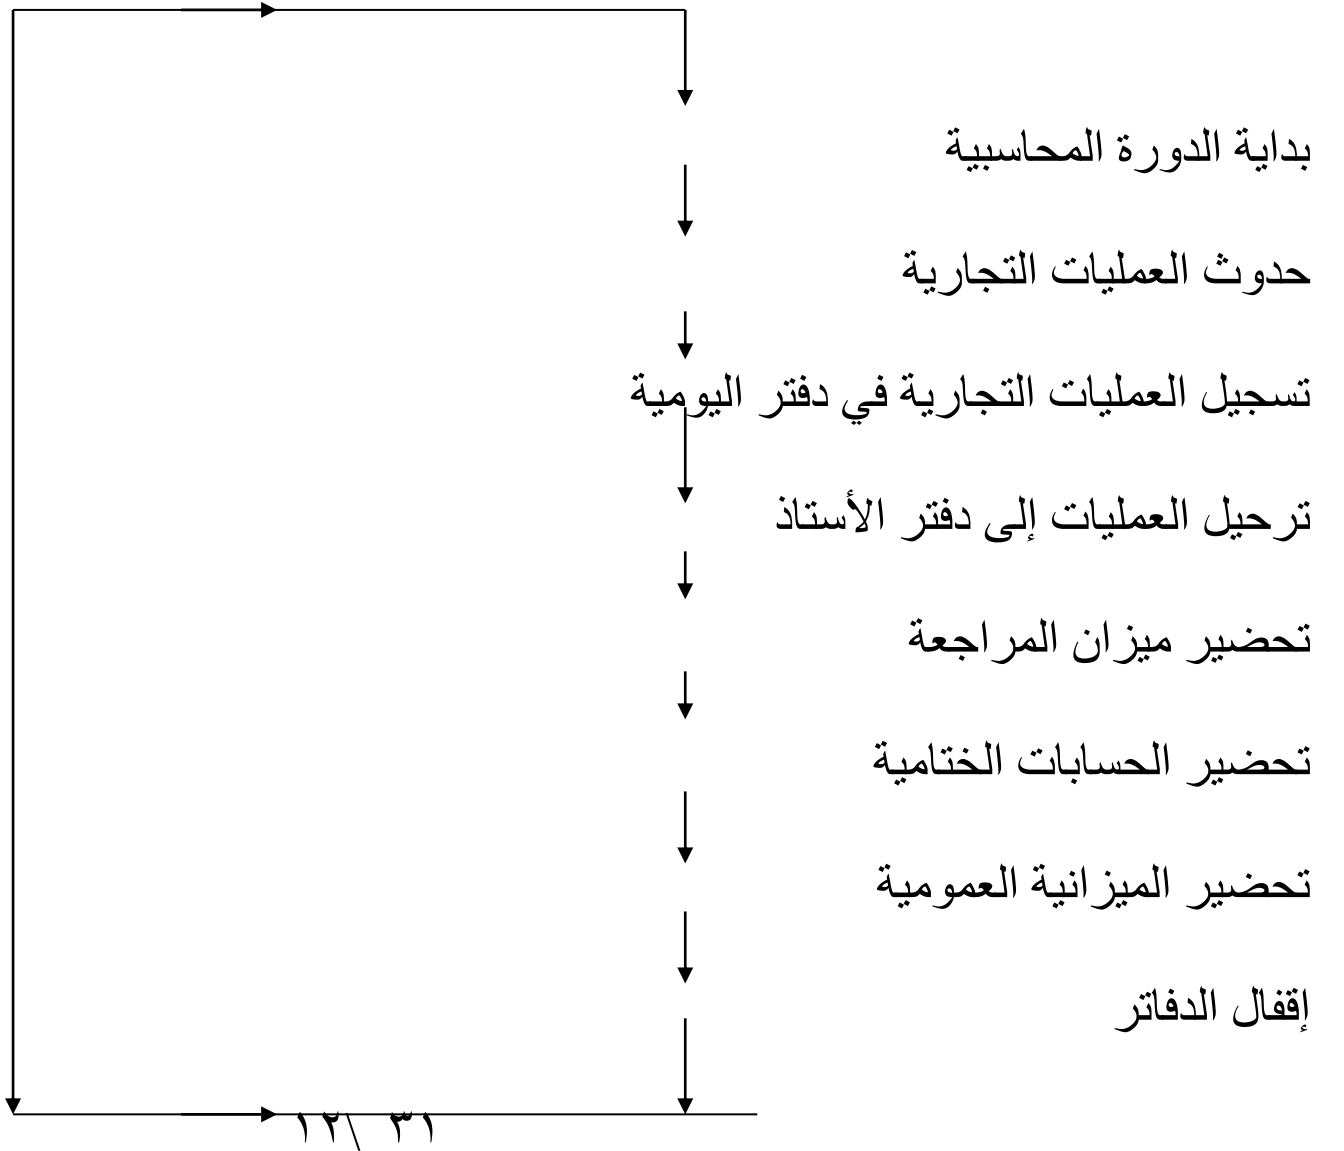 بداية الدورة المحاسبية
حدوث العمليات التجارية
تسجيل العمليات التجارية في دفتر اليومية
ترحيل العمليات إلى دفتر الأستاذ
تحضير ميزان المراجعة
تحضير الحسابات الختامية
تحضير الميزانية العمومية
إقفال الدفاتر
١٢\ ٣١